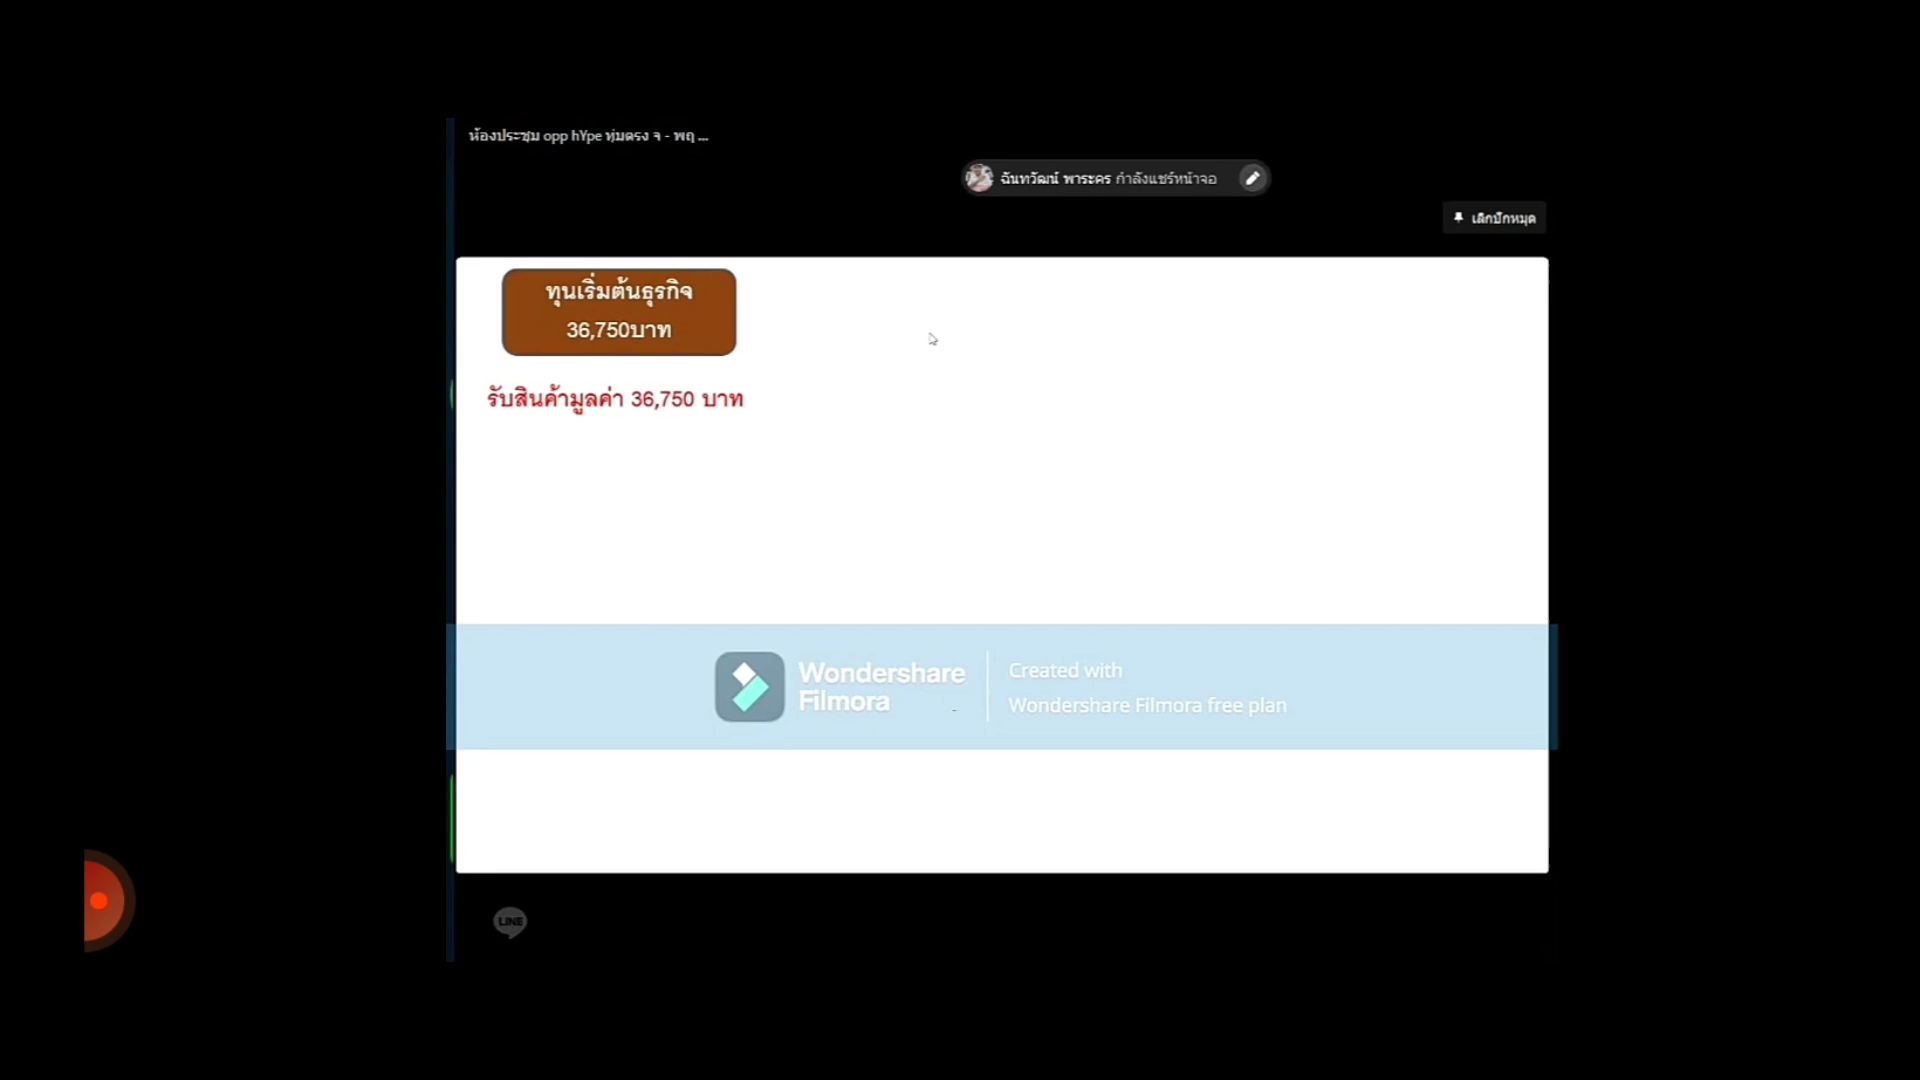 ห้องประชุม opp hype ทุ่มตรง จ - พฤ ...
ฉันทวัฒน์ พาระคร กำลังแชร์หน้าจอ
เลิกปักหมุด
ทุนเริ่มต้นธุรกิจ
36,750บาท
รับสินค้ามูลค่า 36,750 บาท
Wondershare
Filmora
Created with
Wondershare Filmora free plan
LINE